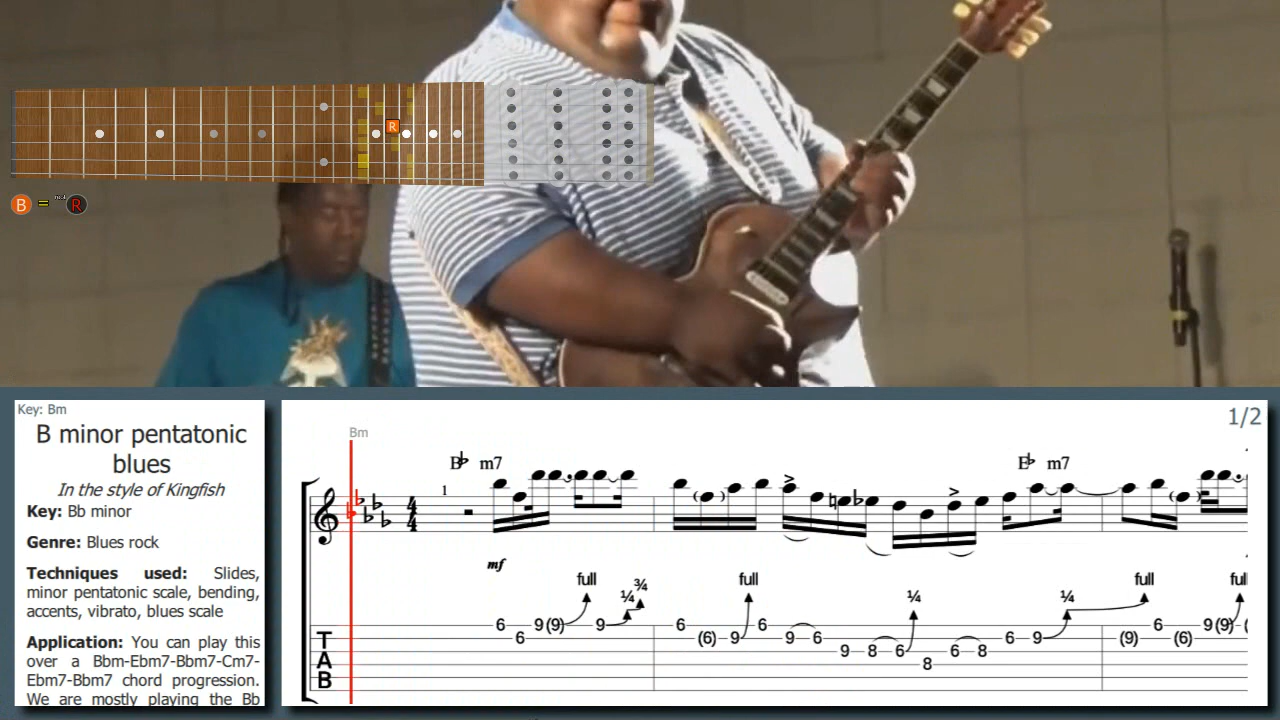 R
B = R
Key: Bm
B minor pentatonic
blues
In the style of Kingfish
Key: Bb minor
Genre: Blues rock
Techniques used: Slides,
minor pentatonic scale, bending,
accents, vibrato, blues scale
Application: You can play this
over a Bbm-Ebm7-Bbm7-Cm7-
Ebm7-Bbm7 chord progression.
We are mostly playing the Bb
1/2
Bm
B♭ m7 E♭ m7
1
4
4
mf
full ¼ ¾ full ¼ ¼ full full
6 9 (9) 9 6 6 6 9 (9)
T 6 (6) 9 9 6 6 9 (9) (6)
A 9 8 6 6 8
B 8